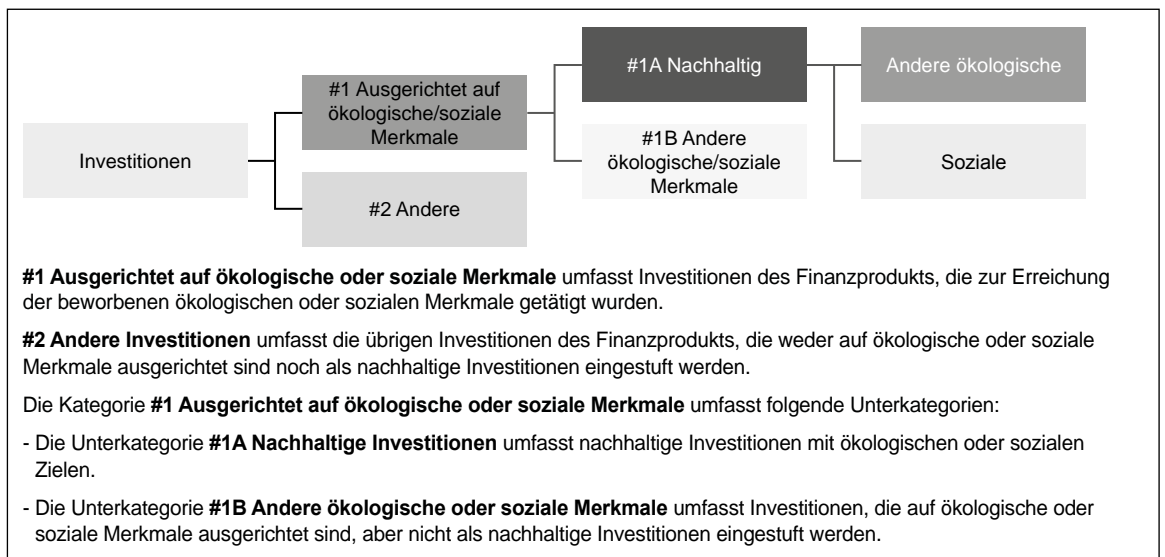 #1A Nachhaltig
Andere ökologische
#1 Ausgerichtet auf
ökologische/soziale
Merkmale
Investitionen
#1B Andere
ökologische/soziale
Merkmale
Soziale
#2 Andere
#1 Ausgerichtet auf ökologische oder soziale Merkmale umfasst Investitionen des Finanzprodukts, die zur Erreichung
der beworbenen ökologischen oder sozialen Merkmale getätigt wurden.
#2 Andere Investitionen umfasst die übrigen Investitionen des Finanzprodukts, die weder auf ökologische oder soziale
Merkmale ausgerichtet sind noch als nachhaltige Investitionen eingestuft werden.
Die Kategorie #1 Ausgerichtet auf ökologische oder soziale Merkmale umfasst folgende Unterkategorien:
- Die Unterkategorie #1A Nachhaltige Investitionen umfasst nachhaltige Investitionen mit ökologischen oder sozialen
Zielen.
- Die Unterkategorie #1B Andere ökologische oder soziale Merkmale umfasst Investitionen, die auf ökologische oder
soziale Merkmale ausgerichtet sind, aber nicht als nachhaltige Investitionen eingestuft werden.